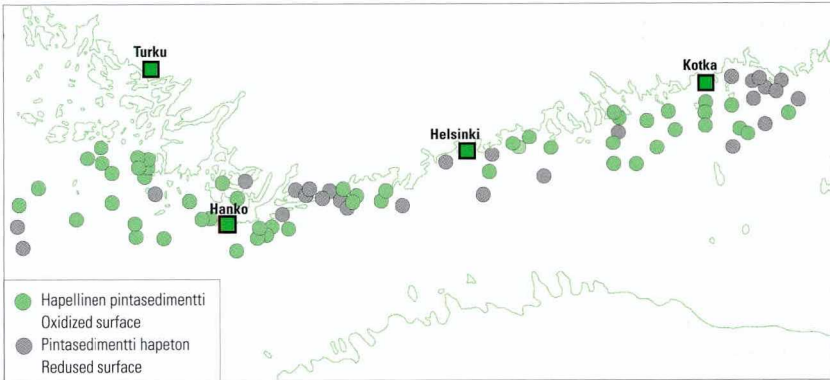 Turku
Kotka
Helsinki
Hanko
Hapellinen pintasedimentti
Oxidized surface
Pintasedimentti hapeton
Redused surface